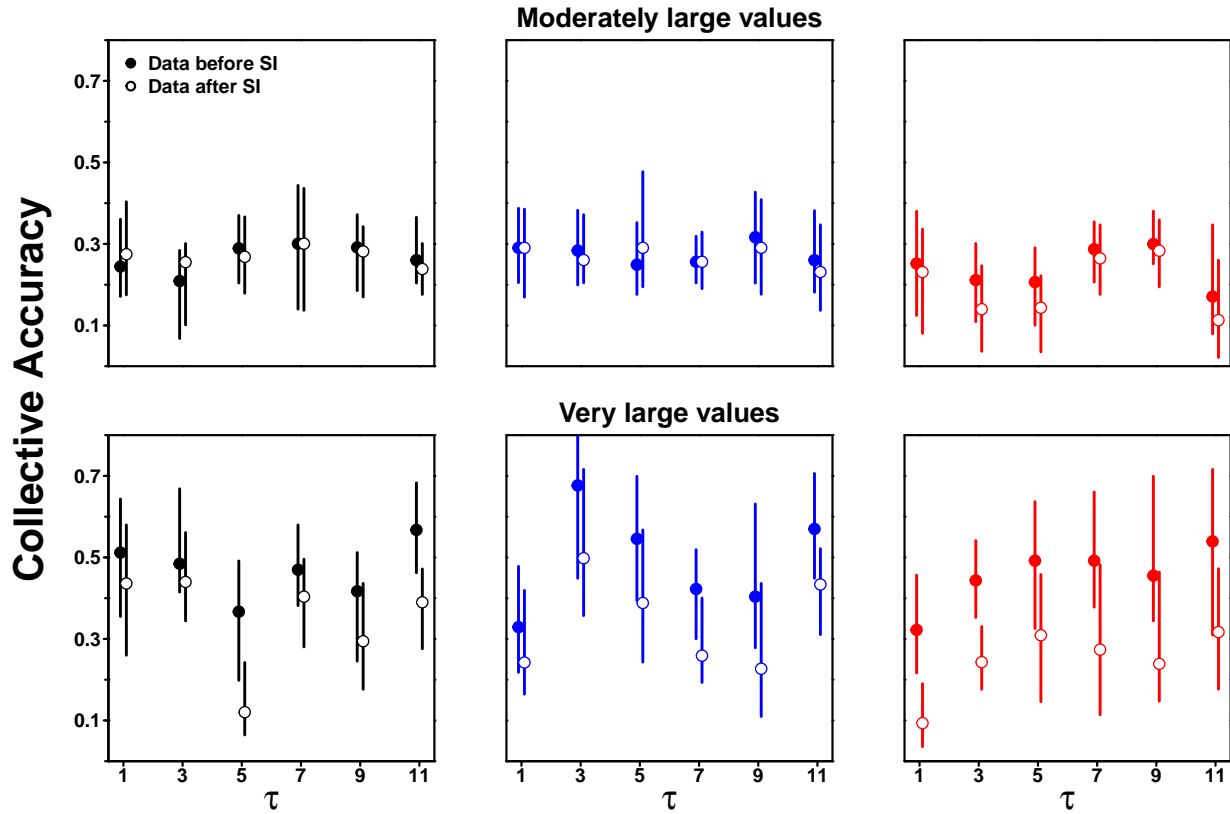 Moderately large values
Data before SI
Data after SI
0.7
0.5
0.3
0.1
Collective Accuracy
Very large values
0.7
0.5
0.3
0.1
1 3 5 7 9 11
1 3 5 7 9 11
1 3 5 7 9 11
τ
τ
τ